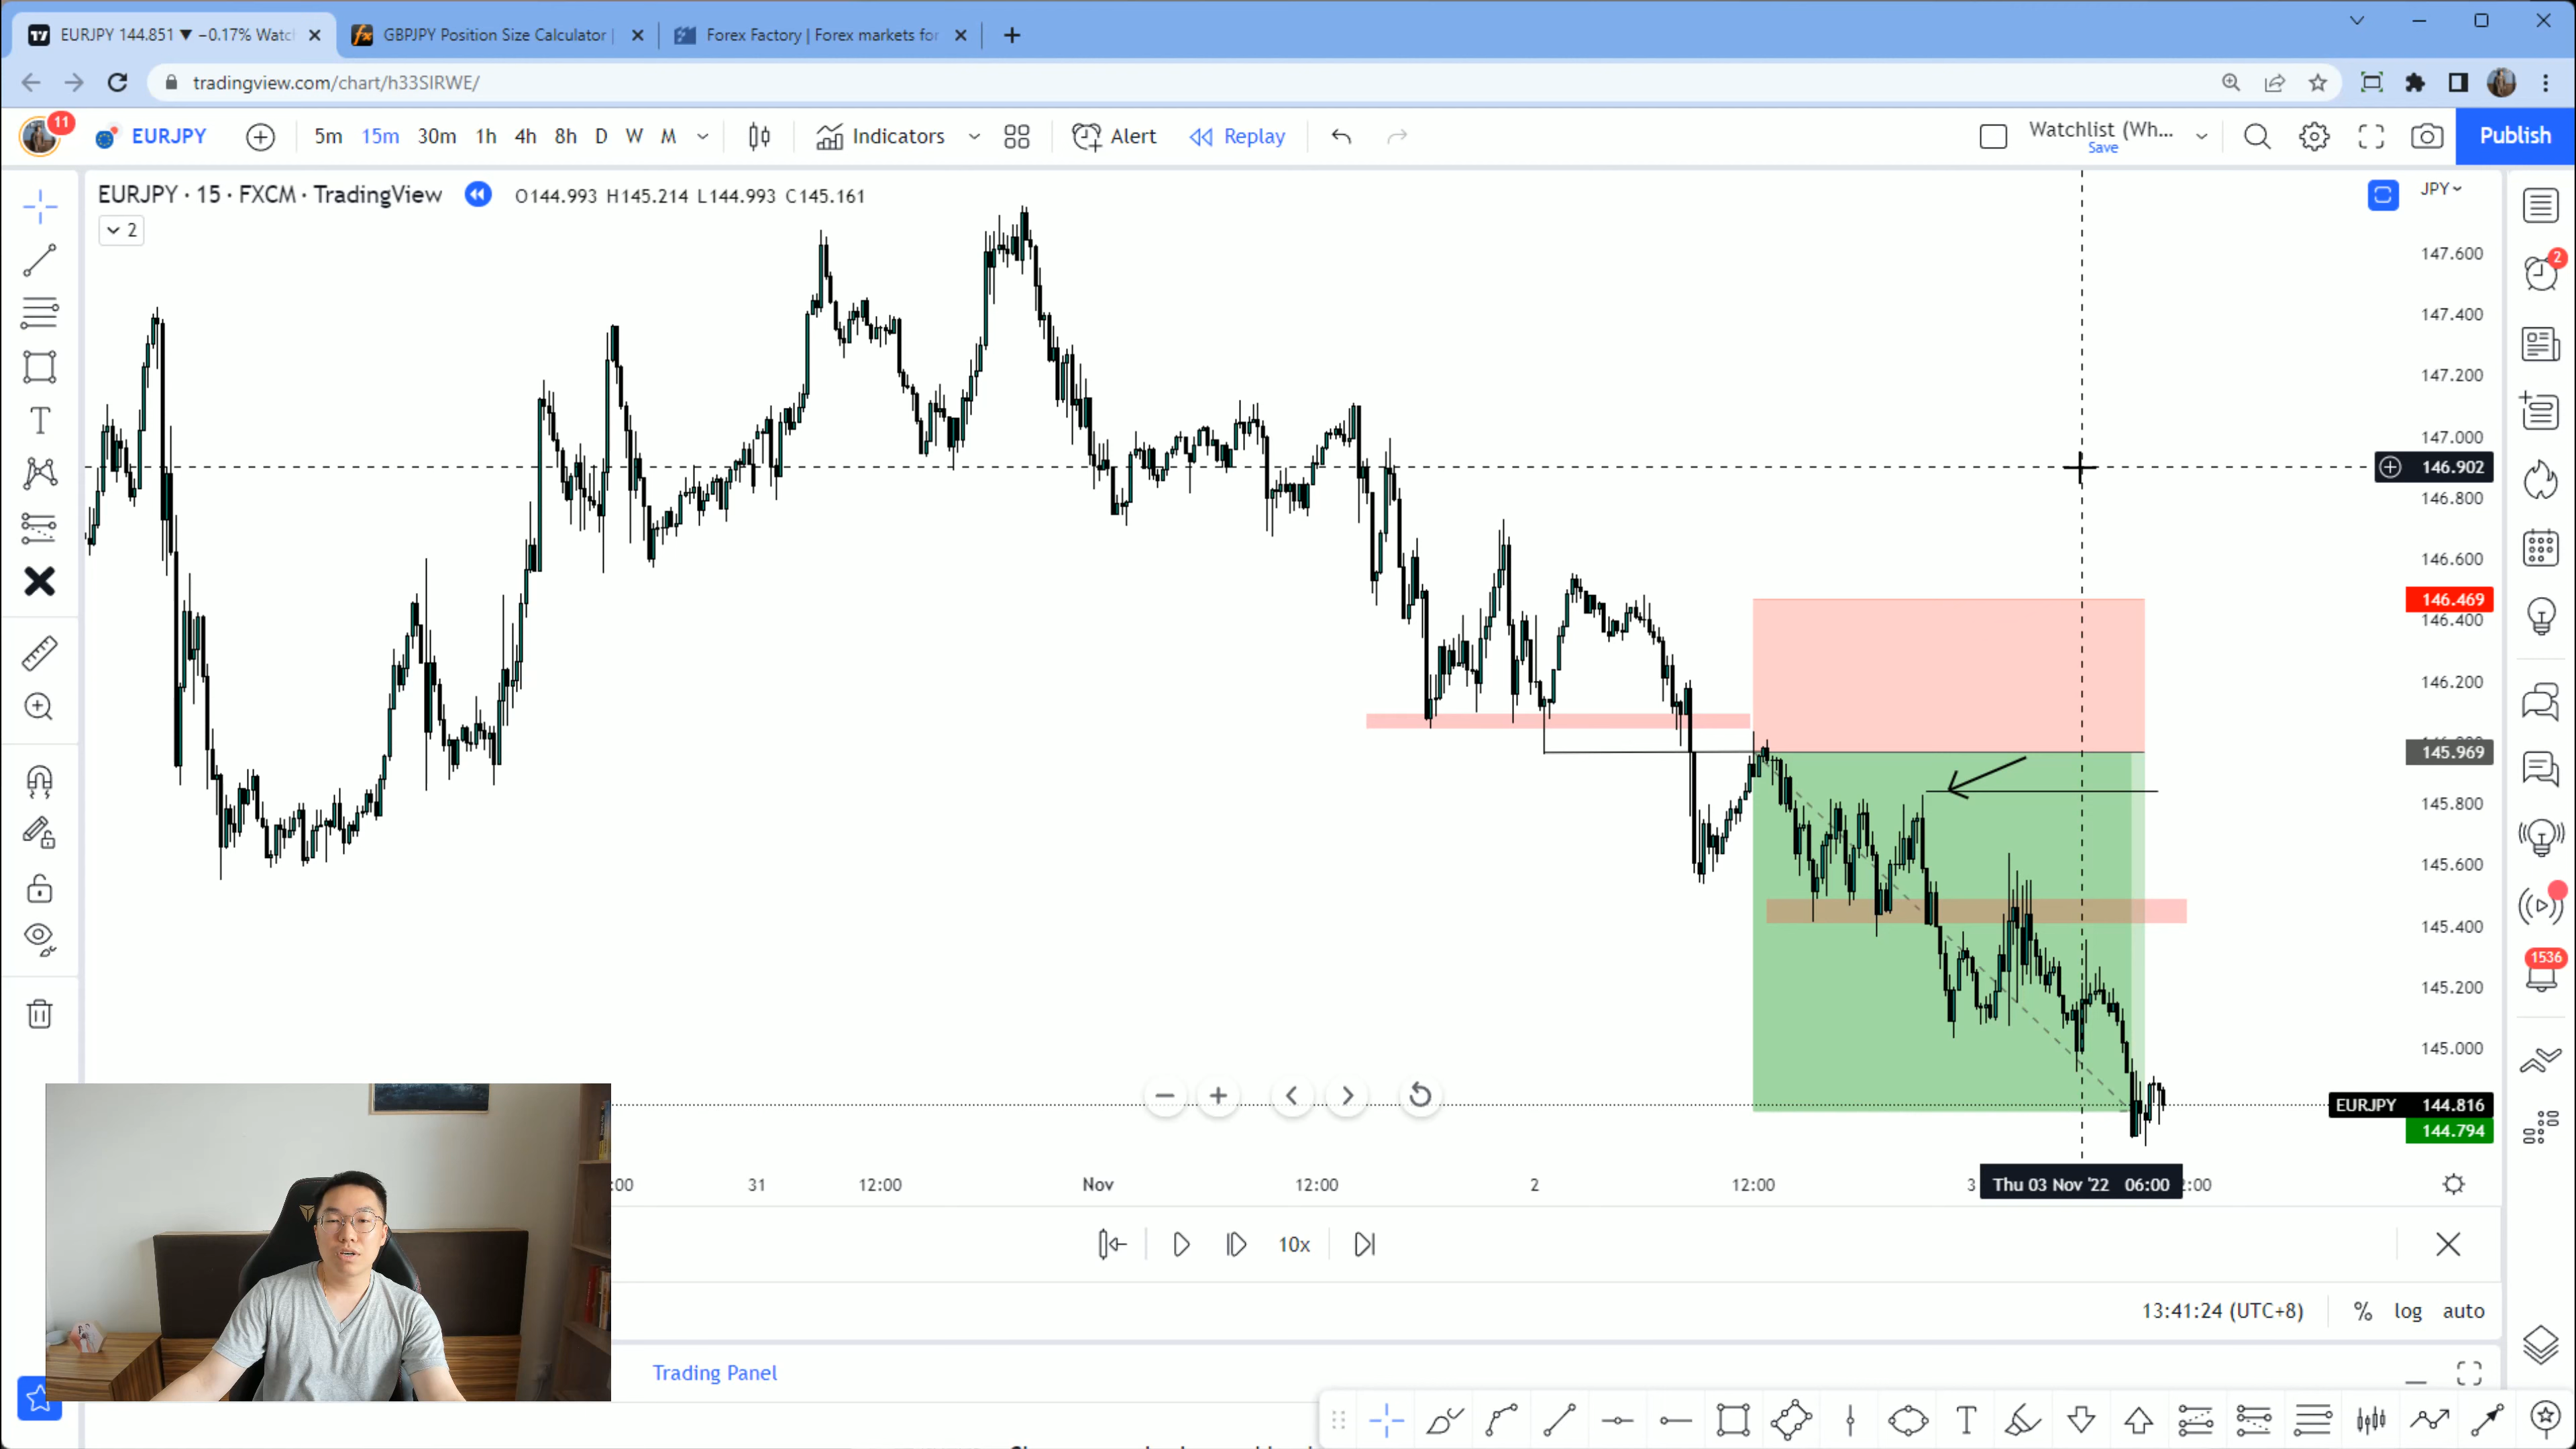 EURJPY 144.851 ▼ −0.17% Watc
GBPJPY Position Size Calculator |
Forex Factory | Forex markets for
tradingview.com/chart/h33SIRWE/
11
EURJPY
5m 15m 30m 1h 4h 8h D W M
Indicators
Alert
Replay
Watchlist (Wh...
Save
Publish
EURJPY · 15 · FXCM · TradingView
O144.993 H145.214 L144.993 C145.161
2
JPY
147.600
147.400
147.200
147.000
146.902
146.800
146.600
146.469
146.400
146.200
145.969
145.800
145.600
145.400
145.200
145.000
EURJPY 144.816
144.794
2
1536
:00 31 12:00 Nov 12:00 2 12:00 3 Thu 03 Nov '22 06:00 2:00
10x
13:41:24 (UTC+8)
% log auto
Trading Panel